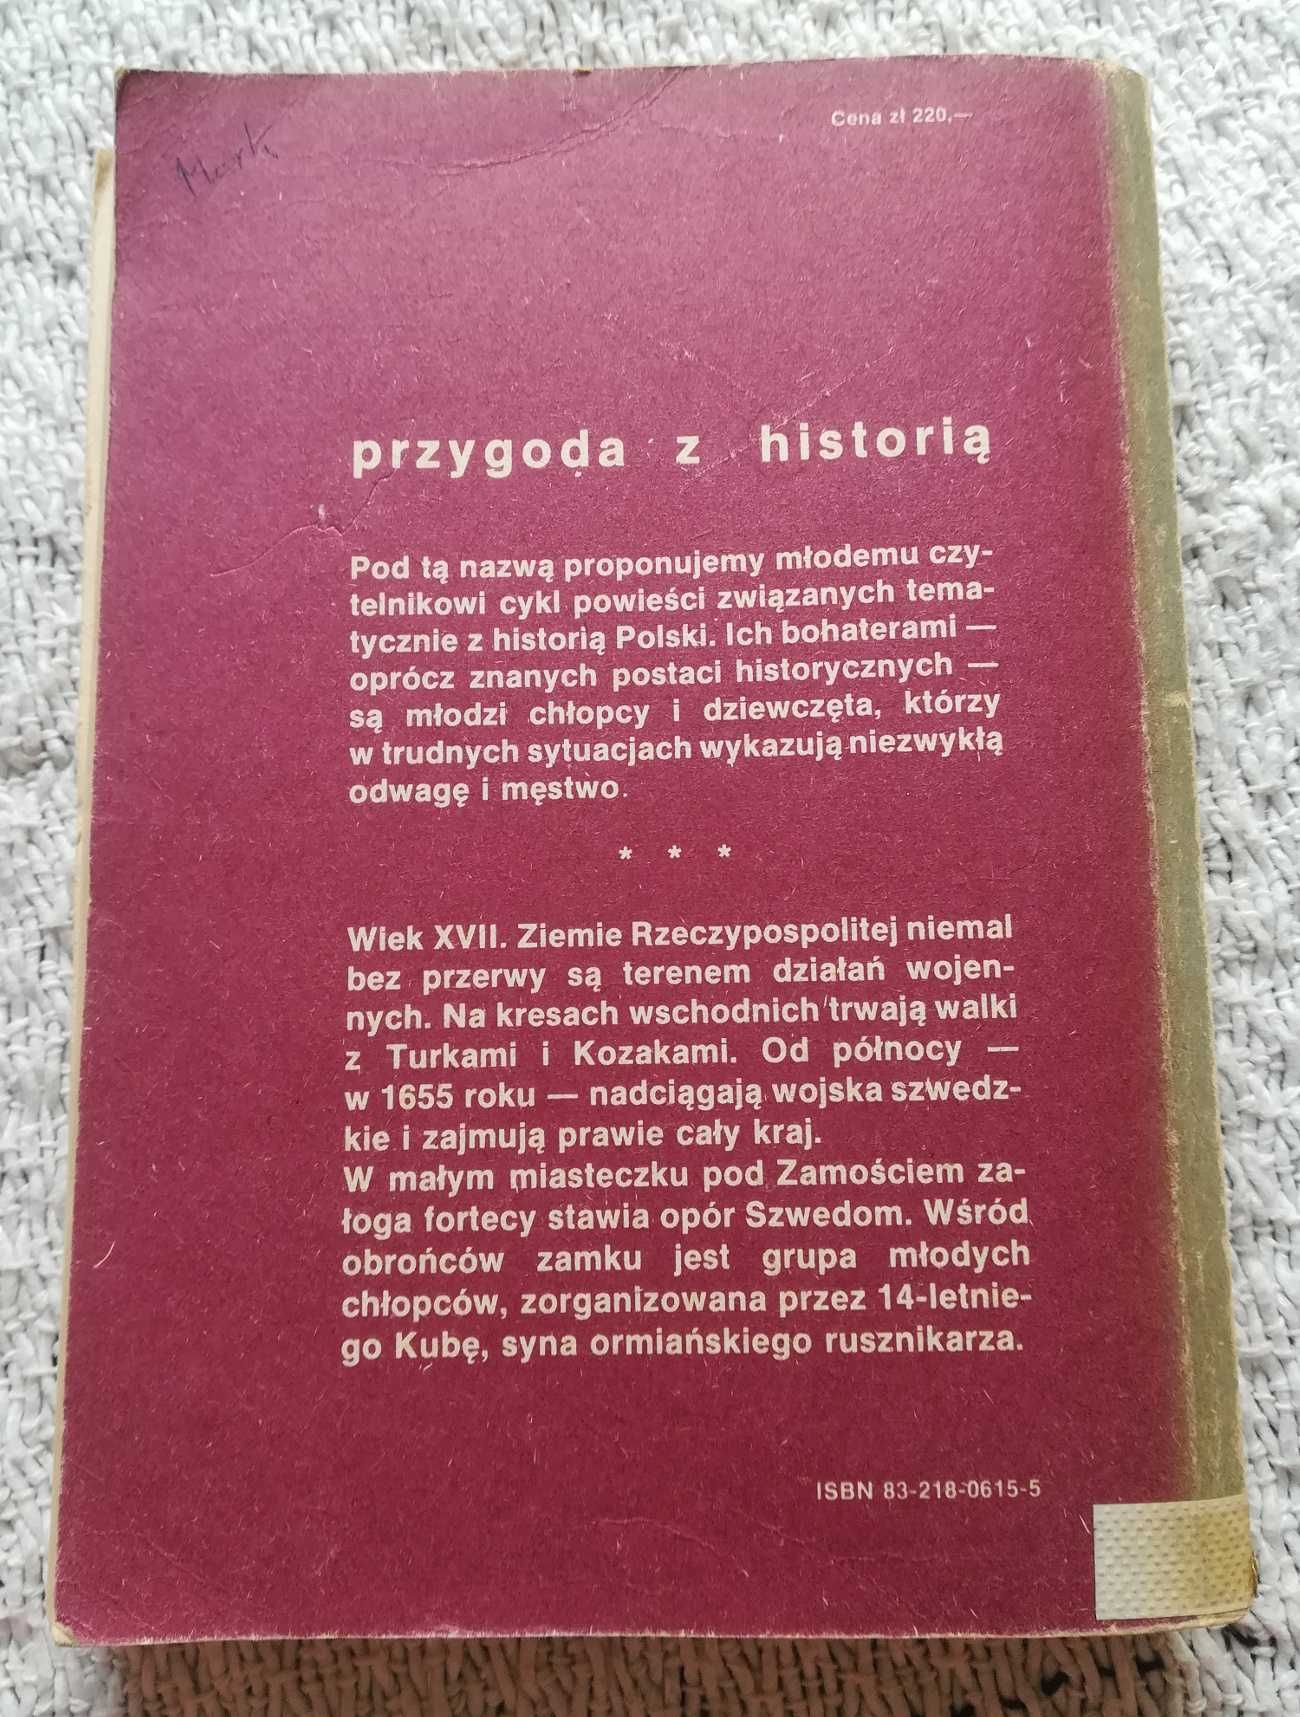 Cena zł 220,—
przygoda z historią
Pod tą nazwą proponujemy młodemu czy-
telnikowi cykl powieści związanych tema-
tycznie z historią Polski. Ich bohaterami —
oprócz znanych postaci historycznych —
są młodzi chłopcy i dziewczęta, którzy
w trudnych sytuacjach wykazują niezwykłą
odwagę i męstwo.
* * *
Wiek XVII. Ziemie Rzeczypospolitej niemal
bez przerwy są terenem działań wojen-
nych. Na kresach wschodnich trwają walki
z Turkami i Kozakami. Od północy —
w 1655 roku — nadciągają wojska szwedz-
kie i zajmują prawie cały kraj.
W małym miasteczku pod Zamościem za-
łoga fortecy stawia opór Szwedom. Wśród
obrońców zamku jest grupa młodych
chłopców, zorganizowana przez 14-letnie-
go Kubę, syna ormiańskiego rusznikarza.
ISBN 83-218-0615-5